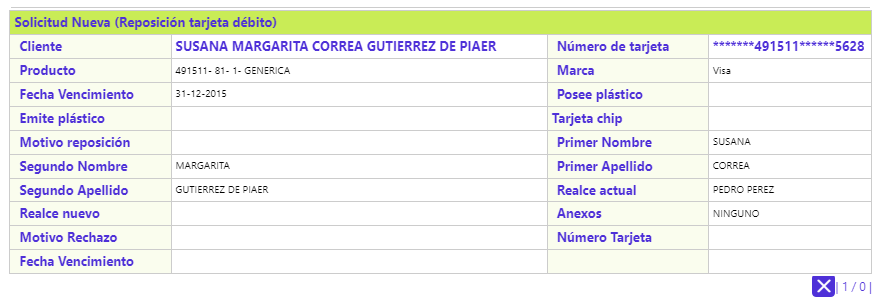 Solicitud Nueva (Reposición tarjeta débito)
Cliente SUSANA MARGARITA CORREA GUTIERREZ DE PIAER Número de tarjeta *******491511******5628
Producto 491511- 81- 1- GENERICA Marca Visa
Fecha Vencimiento 31-12-2015 Posee plástico
Emite plástico Tarjeta chip
Motivo reposición Primer Nombre SUSANA
Segundo Nombre MARGARITA Primer Apellido CORREA
Segundo Apellido GUTIERREZ DE PIAER Realce actual PEDRO PEREZ
Realce nuevo Anexos NINGUNO
Motivo Rechazo Número Tarjeta
Fecha Vencimiento
| 1 / 0 |